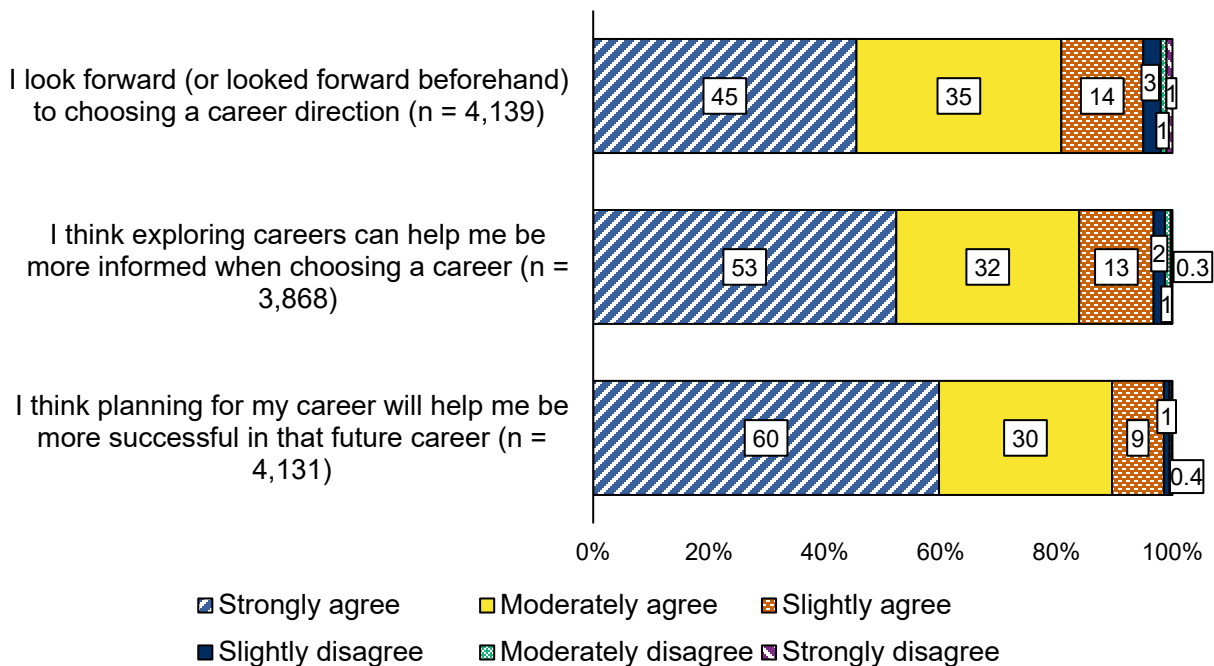 I look forward (or looked forward beforehand)
to choosing a career direction (n = 4,139)
45
35
14
3
1
1
I think exploring careers can help me be
more informed when choosing a career (n =
3,868)
53
32
13
2
1
0.3
I think planning for my career will help me be
more successful in that future career (n =
4,131)
60
30
9
1
0.4
0% 20% 40% 60% 80% 100%
Strongly agree Moderately agree Slightly agree
Slightly disagree Moderately disagree Strongly disagree